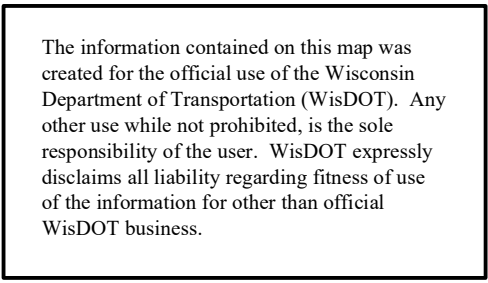 The information contained on this map was
created for the official use of the Wisconsin
Department of Transportation (WisDOT).  Any
other use while not prohibited, is the sole
responsibility of the user.  WisDOT expressly
disclaims all liability regarding fitness of use
of the information for other than official
WisDOT business.